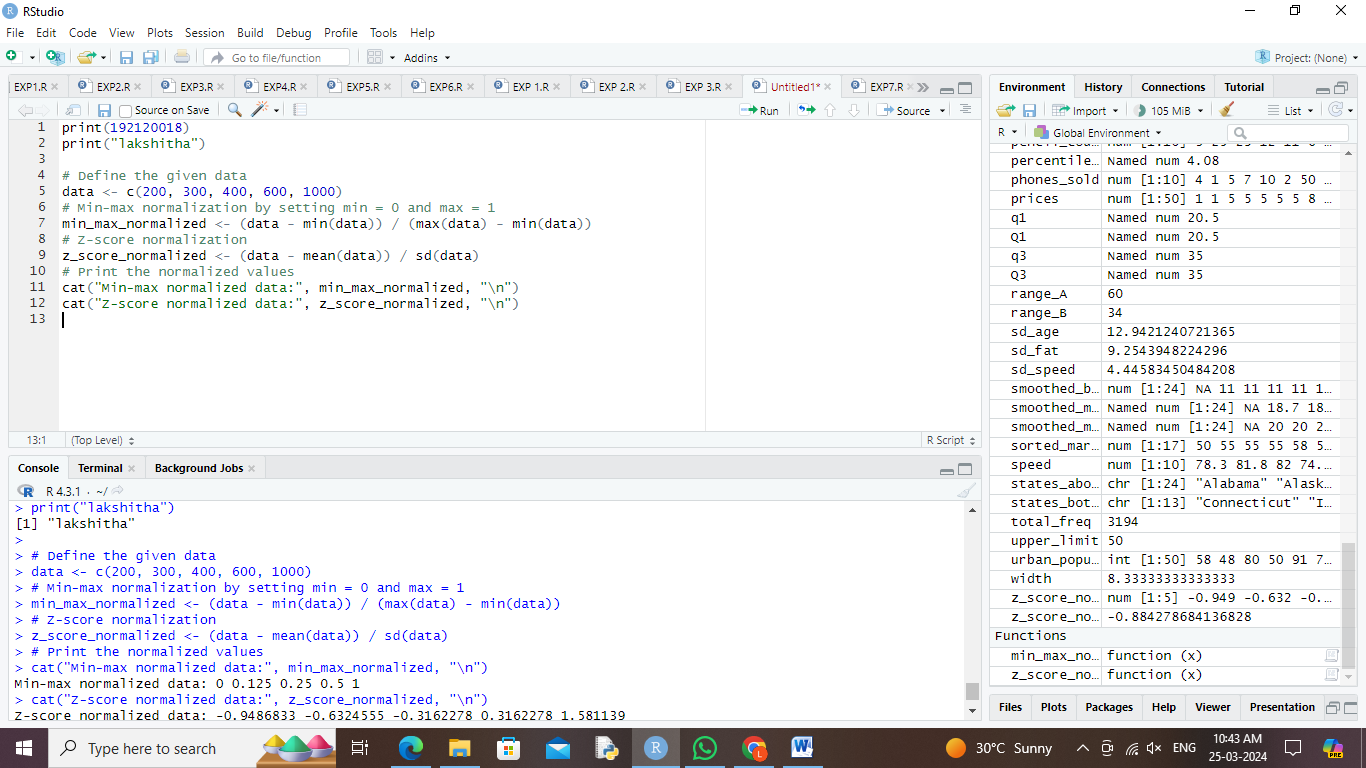 RStudio
File Edit Code View Plots Session Build Debug Profile Tools Help
Go to file/function Addins Project: (None)
EXP1.R EXP2.R EXP3.R EXP4.R EXP5.R EXP6.R EXP 1.R EXP 2.R EXP 3.R Untitled1* EXP7.R
Source on Save Run Source
1 print(192120018)
2 print("lakshitha")
3
4 # Define the given data
5 data <- c(200, 300, 400, 600, 1000)
6 # Min-max normalization by setting min = 0 and max = 1
7 min_max_normalized <- (data - min(data)) / (max(data) - min(data))
8 # Z-score normalization
9 z_score_normalized <- (data - mean(data)) / sd(data)
10 # Print the normalized values
11 cat("Min-max normalized data:", min_max_normalized, "\n")
12 cat("Z-score normalized data:", z_score_normalized, "\n")
13
13:1 (Top Level) R Script
Console Terminal Background Jobs
R 4.3.1 · ~/
> print("lakshitha")
[1] "lakshitha"
>
> # Define the given data
> data <- c(200, 300, 400, 600, 1000)
> # Min-max normalization by setting min = 0 and max = 1
> min_max_normalized <- (data - min(data)) / (max(data) - min(data))
> # Z-score normalization
> z_score_normalized <- (data - mean(data)) / sd(data)
> # Print the normalized values
> cat("Min-max normalized data:", min_max_normalized, "\n")
Min-max normalized data: 0 0.125 0.25 0.5 1
> cat("Z-score normalized data:", z_score_normalized, "\n")
Z-score normalized data: -0.9486833 -0.6324555 -0.3162278 0.3162278 1.581139
Environment History Connections Tutorial
Import 105 MiB List
R Global Environment
percentile… Named num 4.08
phones_sold num [1:10] 4 1 5 7 10 2 50 …
prices num [1:50] 1 1 5 5 5 5 5 8 …
q1 Named num 20.5
Q1 Named num 20.5
q3 Named num 35
Q3 Named num 35
range_A 60
range_B 34
sd_age 12.9421240721365
sd_fat 9.2543948224296
sd_speed 4.44583450484208
smoothed_b… num [1:24] NA 11 11 11 11 1…
smoothed_m… Named num [1:24] NA 18.7 18…
smoothed_m… Named num [1:24] NA 20 20 2…
sorted_mar… num [1:17] 50 55 55 55 58 5…
speed num [1:10] 78.3 81.8 82 74.…
states_abo… chr [1:24] "Alabama" "Alask…
states_bot… chr [1:13] "Connecticut" "I…
total_freq 3194
upper_limit 50
urban_popu… int [1:50] 58 48 80 50 91 7…
width 8.33333333333333
z_score_no… num [1:5] -0.949 -0.632 -0.…
z_score_no… -0.884278684136828
Functions
min_max_no… function (x)
z_score_no… function (x)
Files Plots Packages Help Viewer Presentation
Type here to search
30°C Sunny ENG
10:43 AM
25-03-2024
PRE